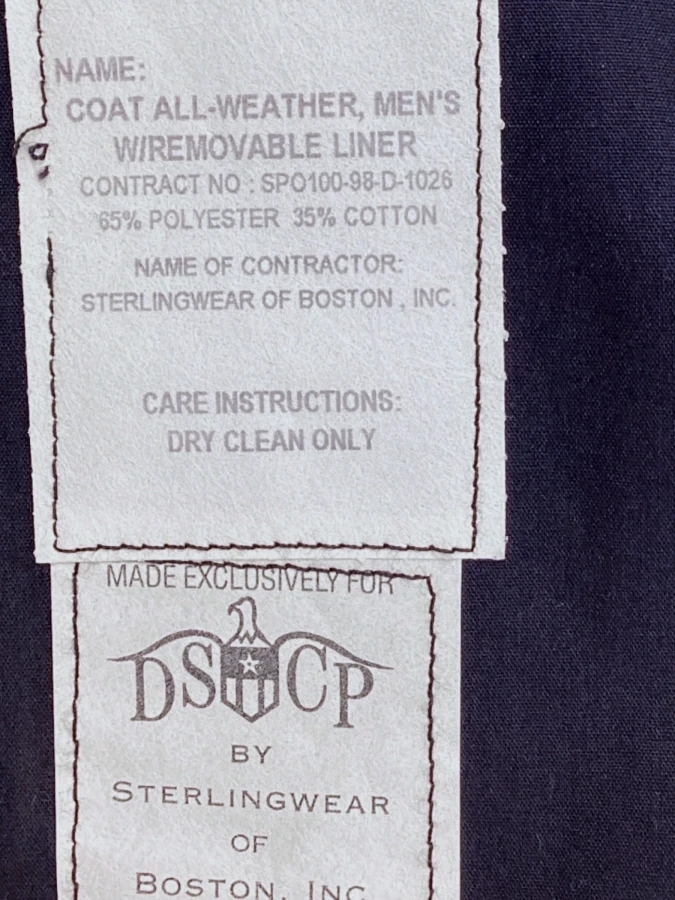 NAME:
COAT ALL-WEATHER, MEN'S
W/REMOVABLE LINER
CONTRACT NO : SPO100-98-D-1026
65% POLYESTER 35% COTTON
NAME OF CONTRACTOR:
STERLINGWEAR OF BOSTON , INC.
CARE INSTRUCTIONS:
DRY CLEAN ONLY
MADE EXCLUSIVELY FOR
DSCP
BY
STERLINGWEAR
OF
BOSTON, INC